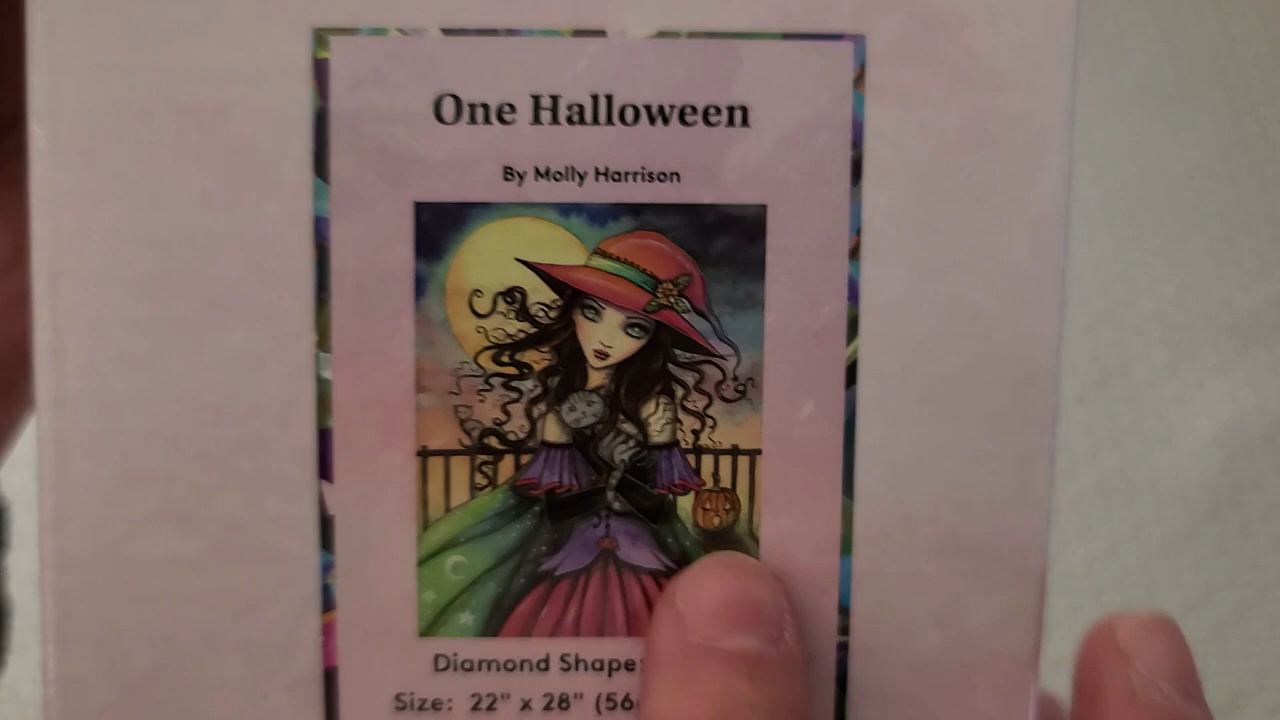 One Halloween
By Molly Harrison
Diamond Shape:
Size: 22" x 28" (56